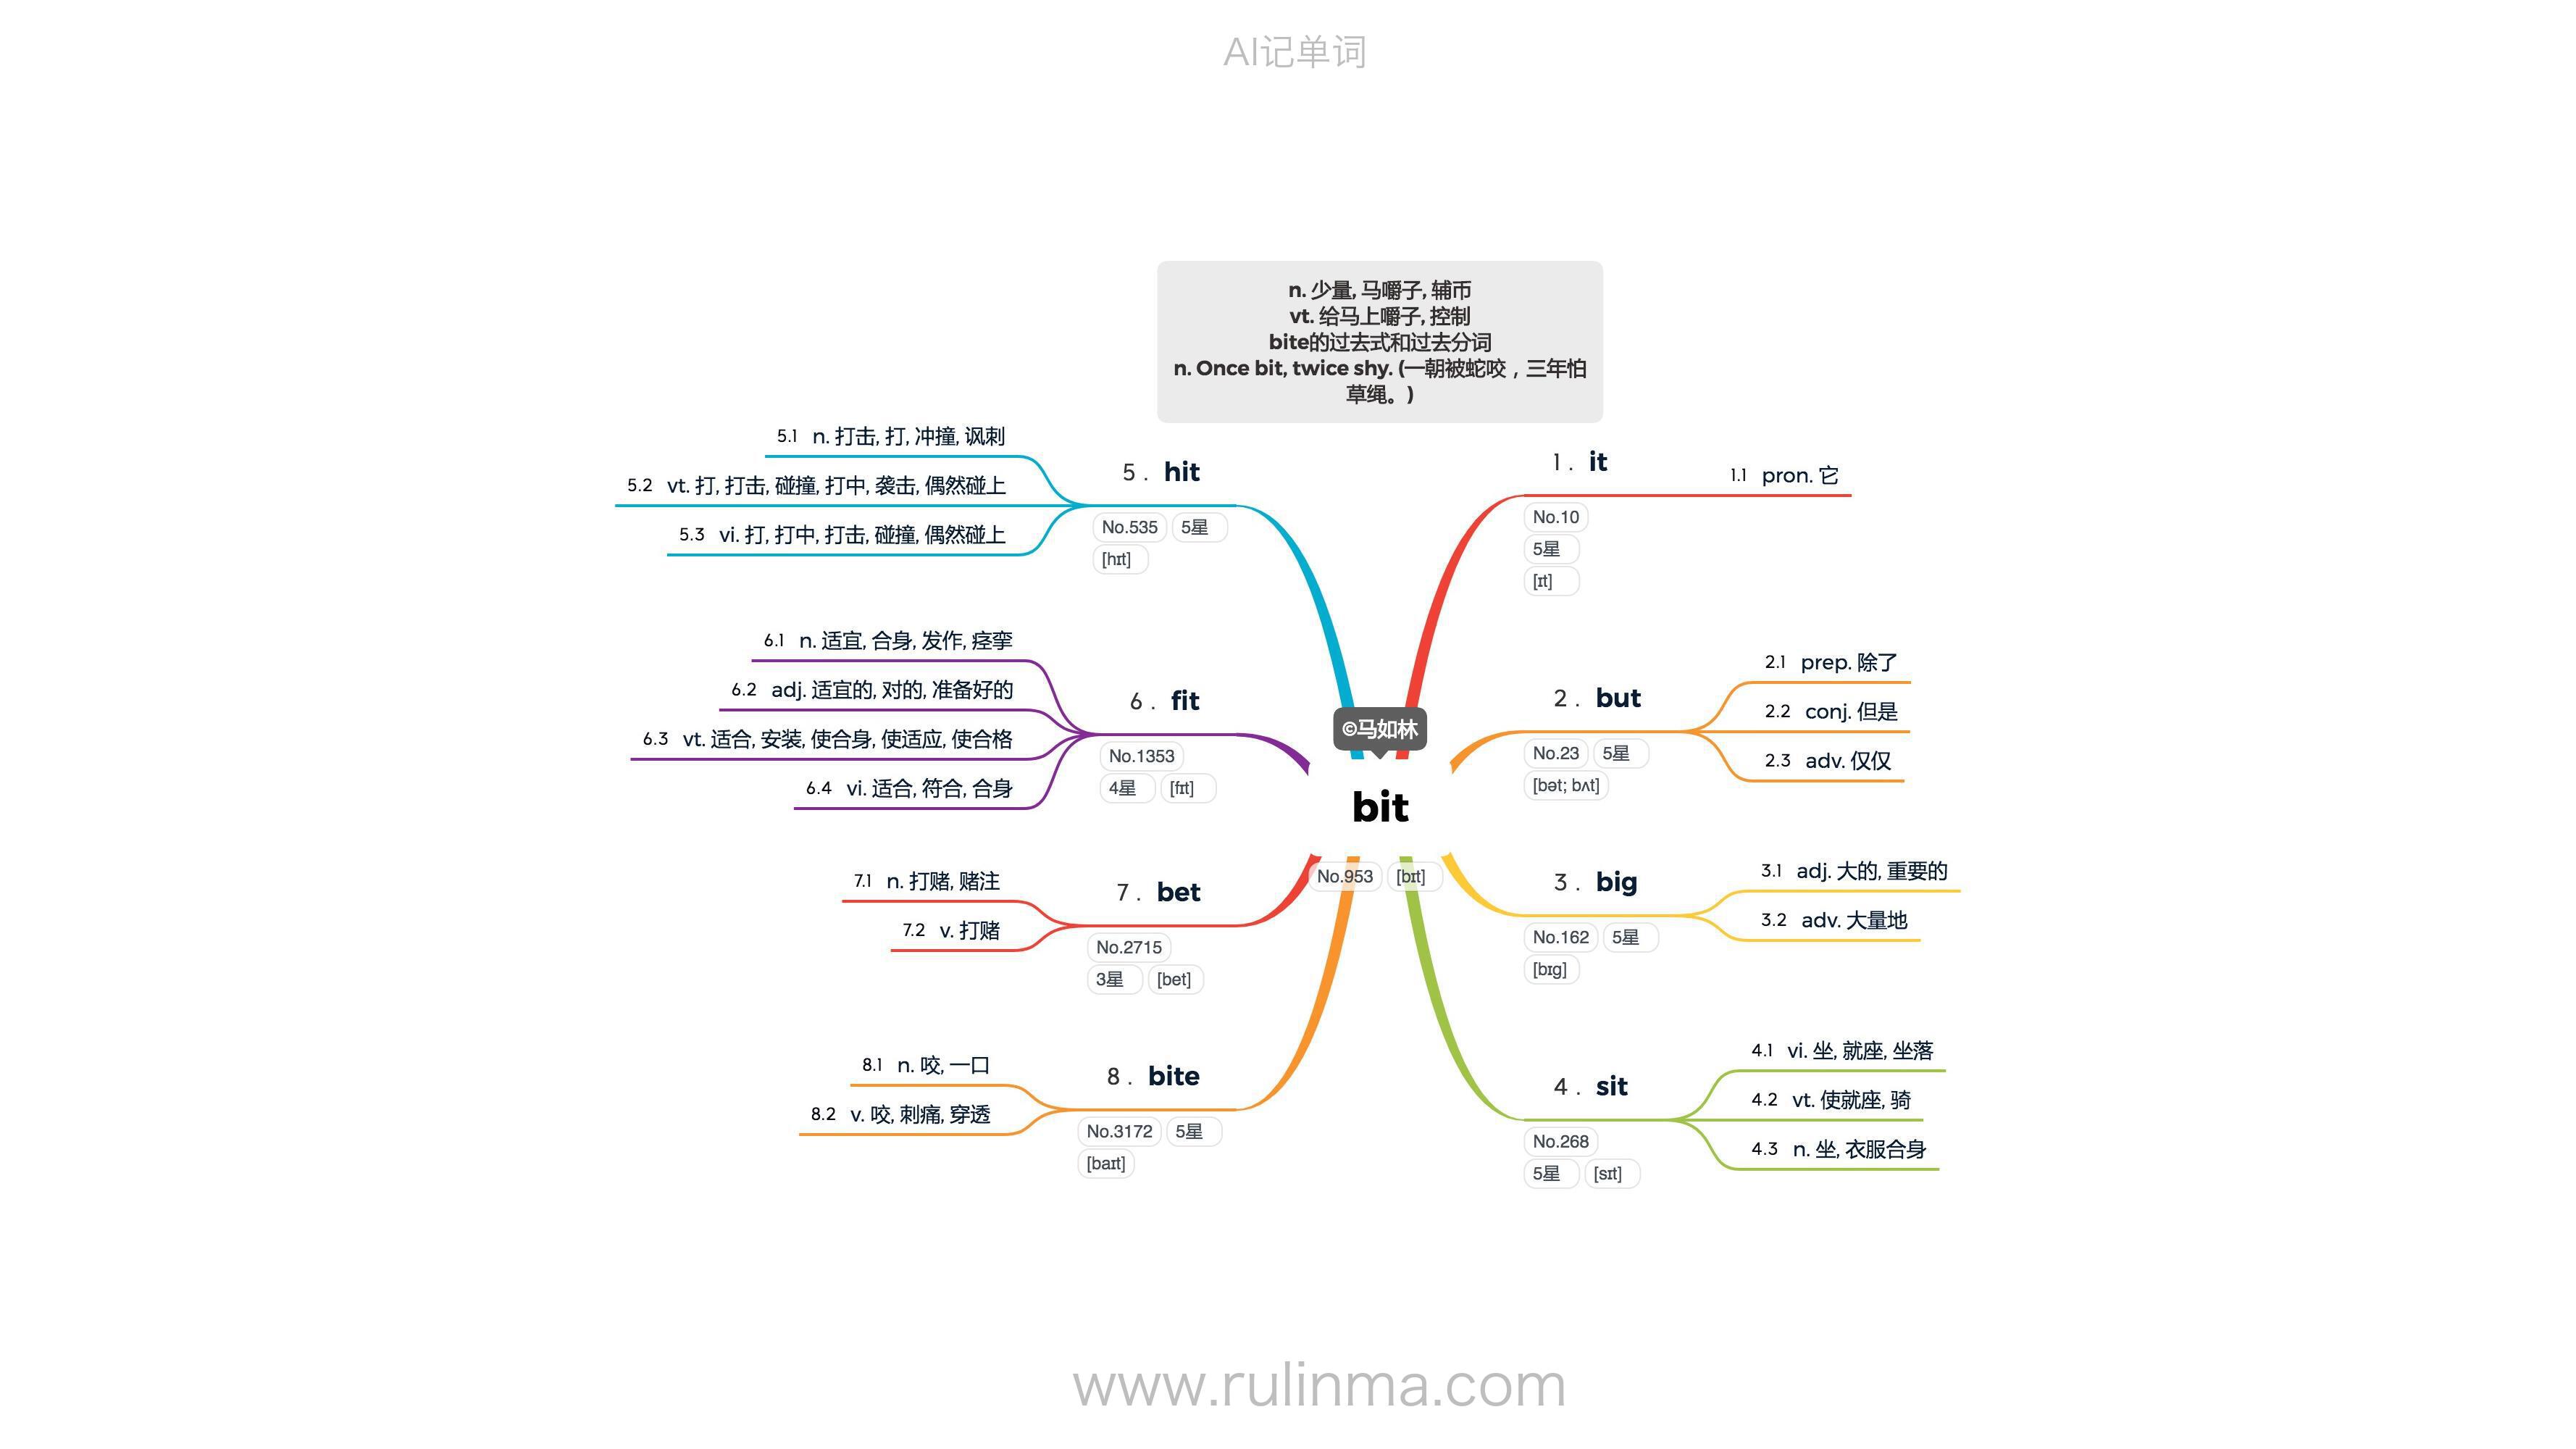 AI记单词
n. 少量, 马嚼子, 辅币
vt. 给马上嚼子, 控制
bite的过去式和过去分词
n. Once bit, twice shy. (一朝被蛇咬，三年怕
草绳。)
©马如林
bit
No.953 [bɪt]
1. it
No.10
5星
[ɪt]
1.1 pron. 它
2. but
No.23 5星
[bət; bʌt]
2.1 prep. 除了
2.2 conj. 但是
2.3 adv. 仅仅
3. big
No.162 5星
[bɪg]
3.1 adj. 大的, 重要的
3.2 adv. 大量地
4. sit
No.268
5星 [sɪt]
4.1 vi. 坐, 就座, 坐落
4.2 vt. 使就座, 骑
4.3 n. 坐, 衣服合身
5. hit
No.535 5星
[hɪt]
5.1 n. 打击, 打, 冲撞, 讽刺
5.2 vt. 打, 打击, 碰撞, 打中, 袭击, 偶然碰上
5.3 vi. 打, 打中, 打击, 碰撞, 偶然碰上
6. fit
No.1353
4星 [fɪt]
6.1 n. 适宜, 合身, 发作, 痉挛
6.2 adj. 适宜的, 对的, 准备好的
6.3 vt. 适合, 安装, 使合身, 使适应, 使合格
6.4 vi. 适合, 符合, 合身
7. bet
No.2715
3星 [bet]
7.1 n. 打赌, 赌注
7.2 v. 打赌
8. bite
No.3172 5星
[baɪt]
8.1 n. 咬, 一口
8.2 v. 咬, 刺痛, 穿透
www.rulinma.com